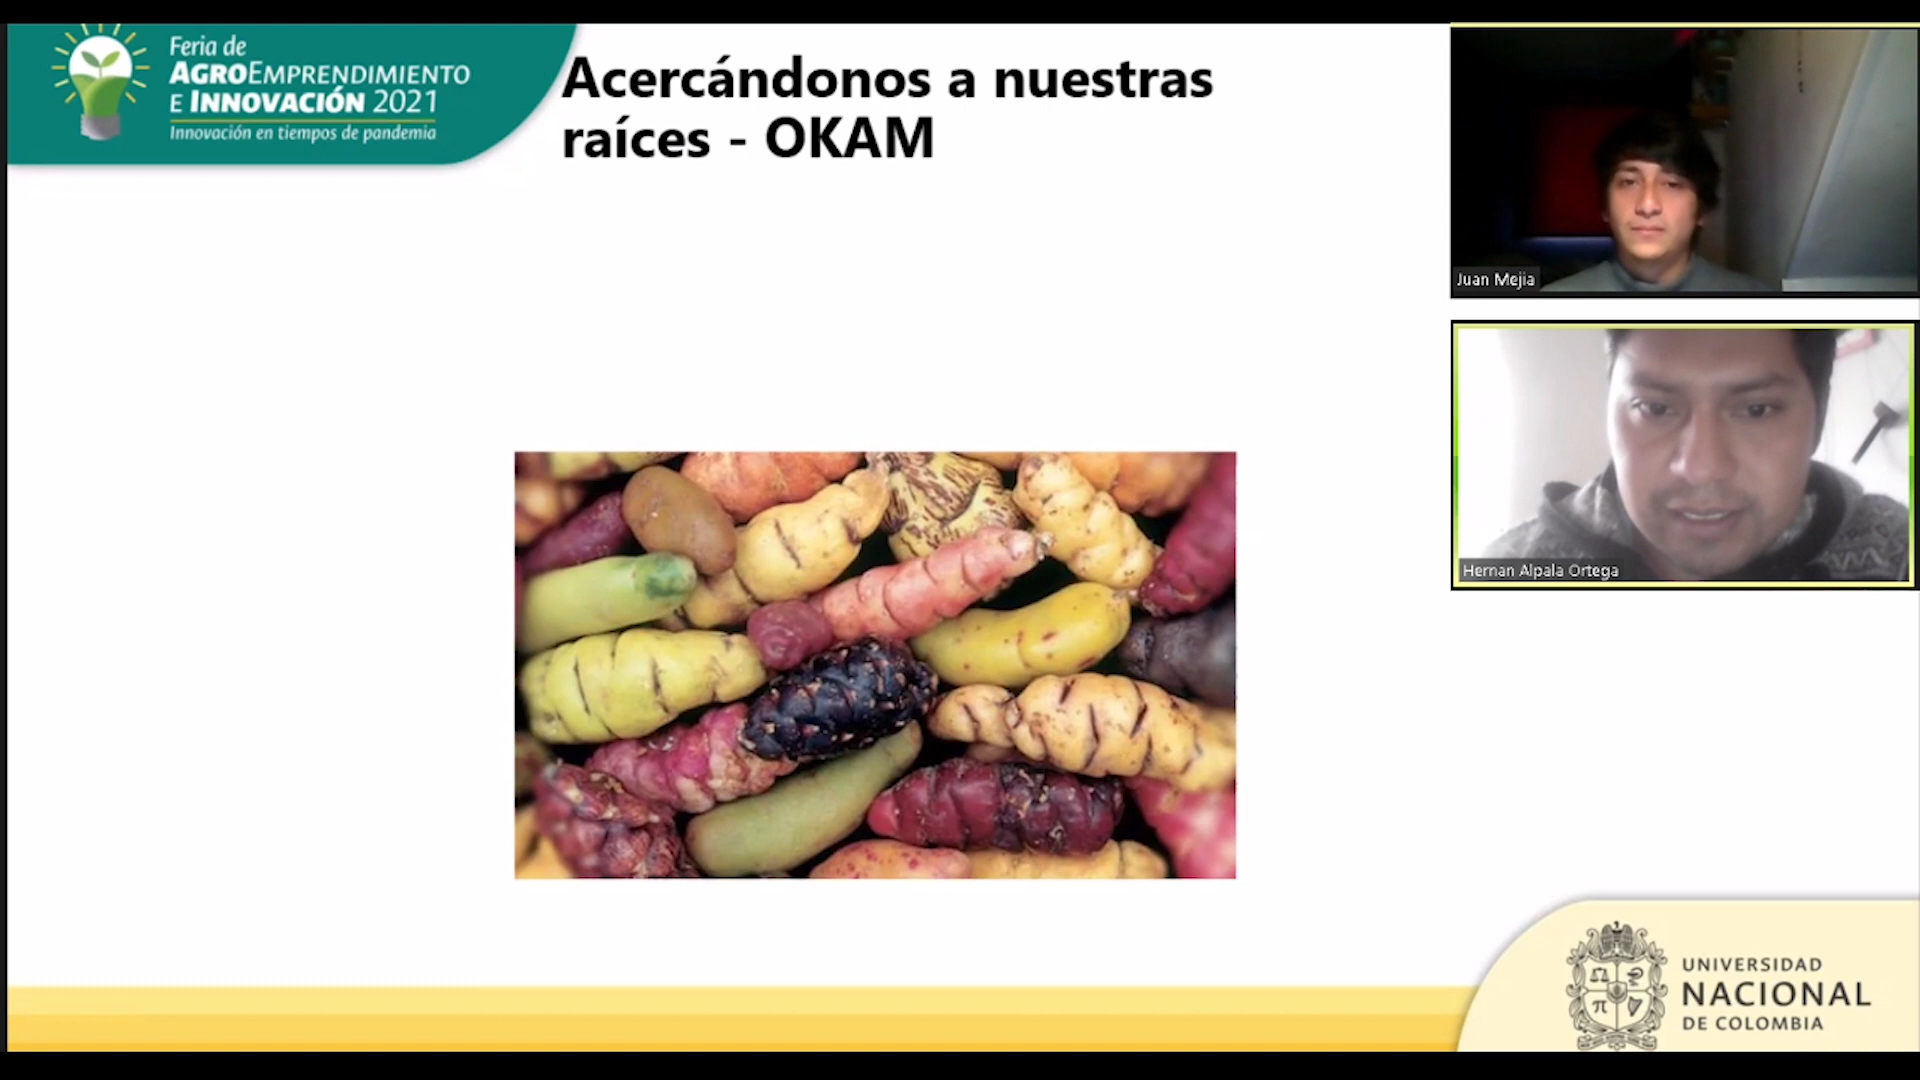 Feria de
AGROEMPRENDIMIENTO
E INNOVACIÓN 2021
Innovación en tiempos de pandemia
Acercándonos a nuestras
raíces - OKAM
Juan Mejia
Hernan Alpala Ortega
UNIVERSIDAD
NACIONAL
DE COLOMBIA